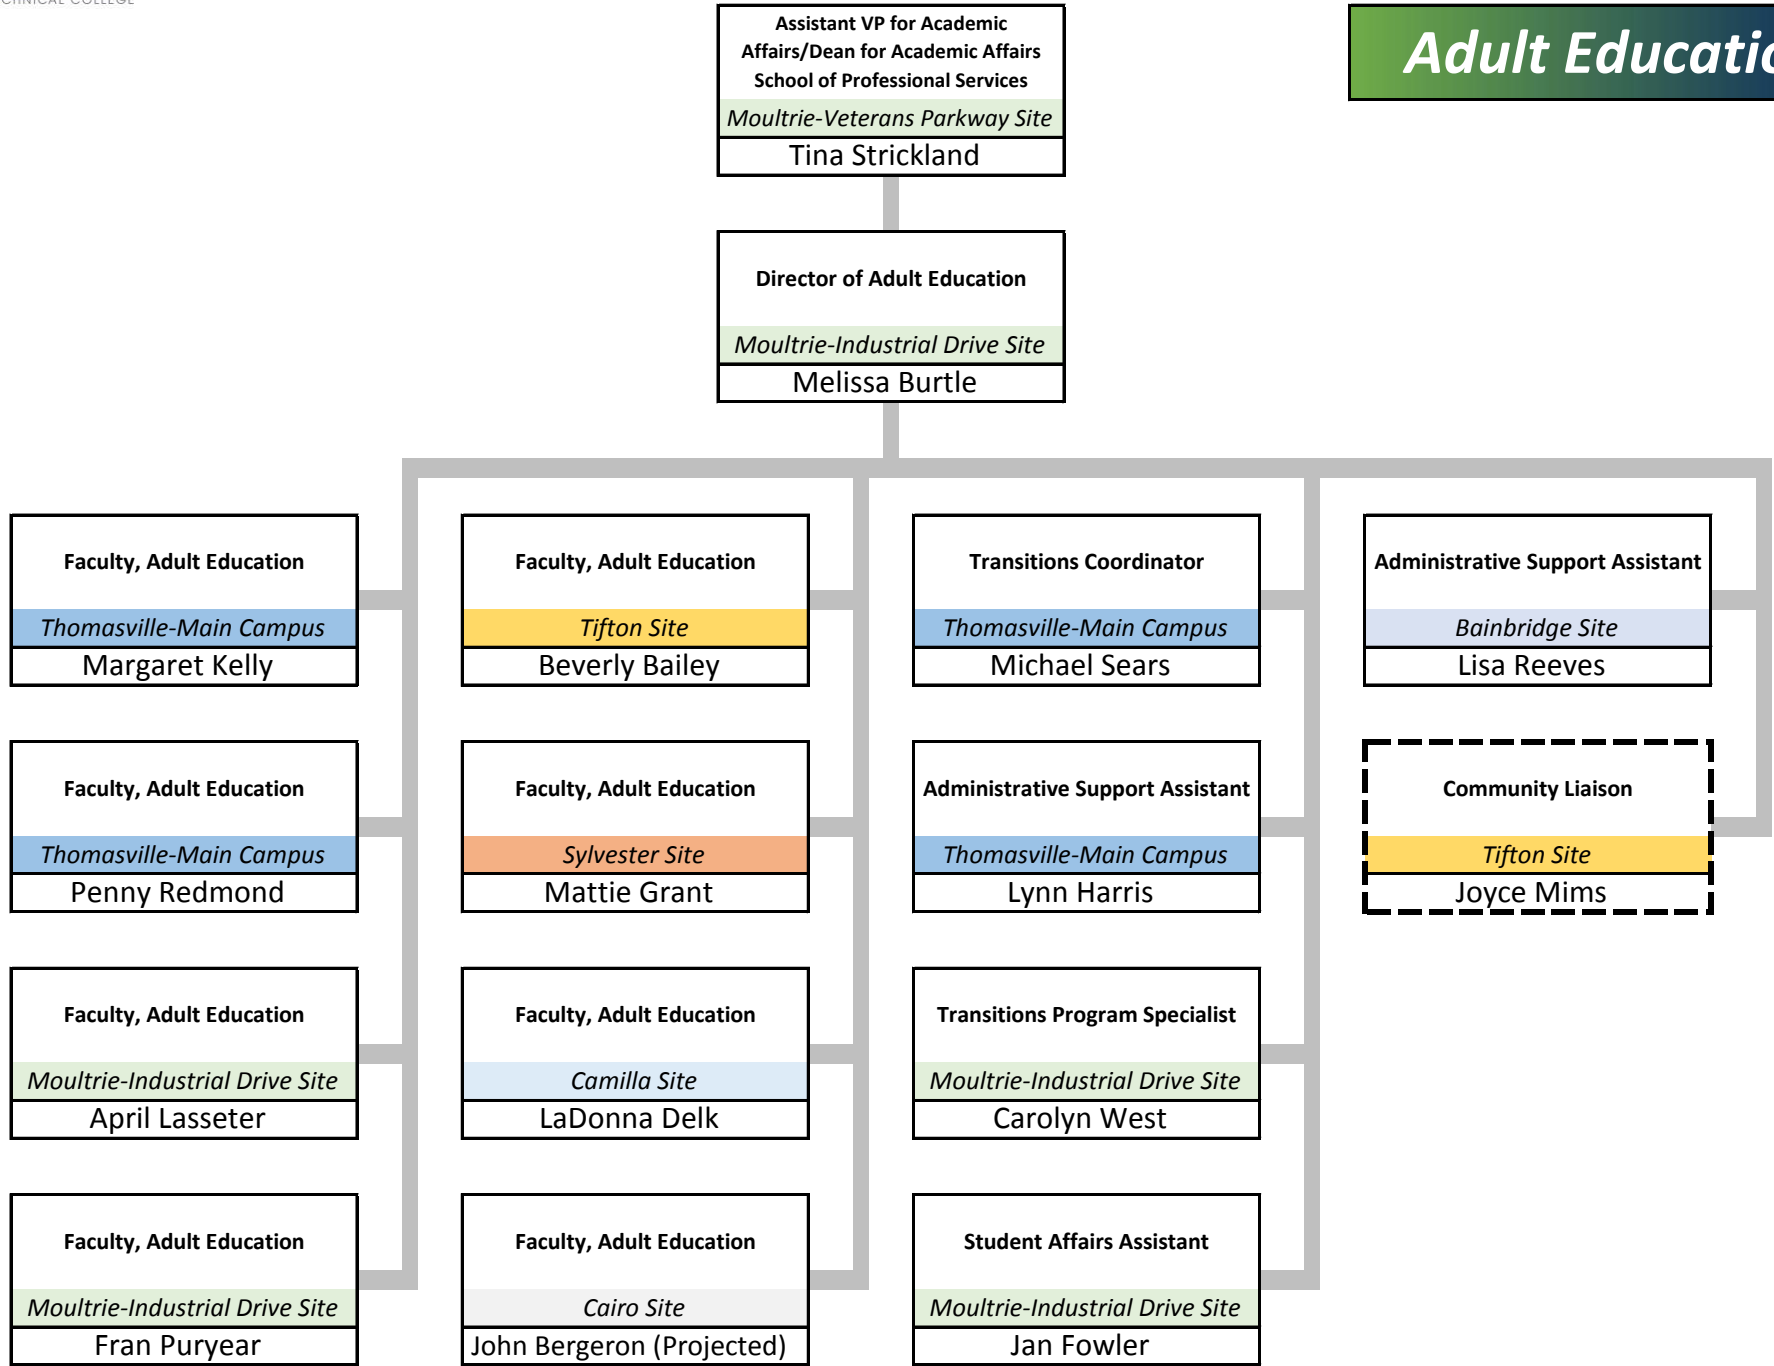 TECHNICAL COLLEGE
Adult Educatio
Assistant VP for Academic
Affairs/Dean for Academic Affairs
School of Professional Services
Moultrie-Veterans Parkway Site
Tina Strickland
Director of Adult Education
Moultrie-Industrial Drive Site
Melissa Burtle
Faculty, Adult Education
Thomasville-Main Campus
Margaret Kelly
Faculty, Adult Education
Tifton Site
Beverly Bailey
Transitions Coordinator
Thomasville-Main Campus
Michael Sears
Administrative Support Assistant
Bainbridge Site
Lisa Reeves
Faculty, Adult Education
Thomasville-Main Campus
Penny Redmond
Faculty, Adult Education
Sylvester Site
Mattie Grant
Administrative Support Assistant
Thomasville-Main Campus
Lynn Harris
Community Liaison
Tifton Site
Joyce Mims
Faculty, Adult Education
Moultrie-Industrial Drive Site
April Lasseter
Faculty, Adult Education
Camilla Site
LaDonna Delk
Transitions Program Specialist
Moultrie-Industrial Drive Site
Carolyn West
Faculty, Adult Education
Moultrie-Industrial Drive Site
Fran Puryear
Faculty, Adult Education
Cairo Site
John Bergeron (Projected)
Student Affairs Assistant
Moultrie-Industrial Drive Site
Jan Fowler